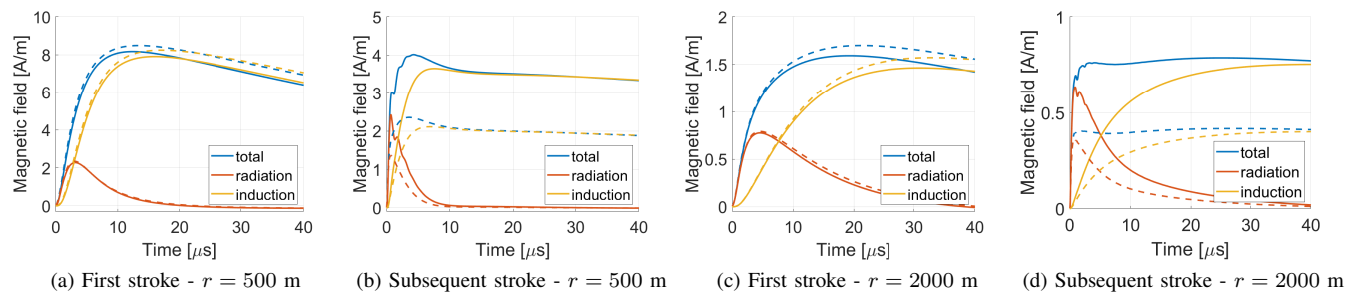 Magnetic field [A/m]
10
8
6
4
2
0
0 10 20 30 40
Time [μs]
total
radiation
induction
(a) First stroke - r = 500 m
Magnetic field [A/m]
5
4
3
2
1
0
0 10 20 30 40
Time [μs]
total
radiation
induction
(b) Subsequent stroke - r = 500 m
Magnetic field [A/m]
2
1.5
1
0.5
0
0 10 20 30 40
Time [μs]
total
radiation
induction
(c) First stroke - r = 2000 m
Magnetic field [A/m]
1
0.5
0
0 10 20 30 40
Time [μs]
total
radiation
induction
(d) Subsequent stroke - r = 2000 m